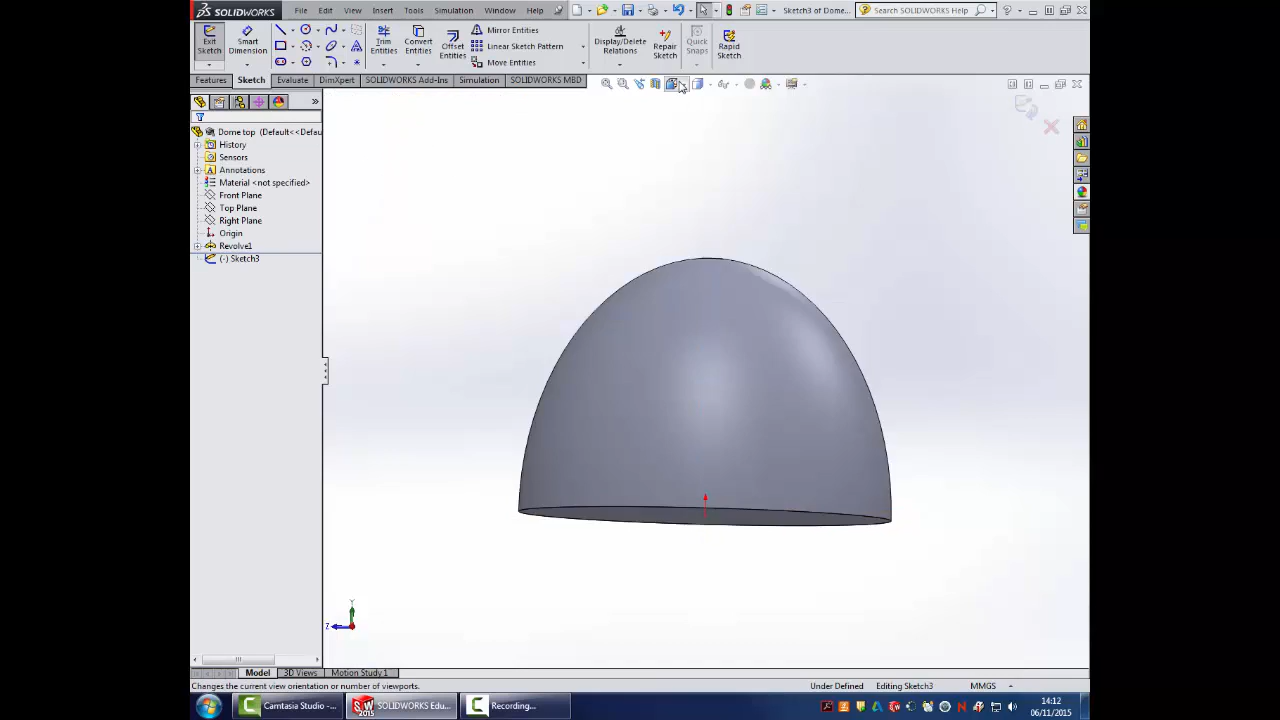 SOLIDWORKS File Edit View Insert Tools Simulation Window Help Sketch3 of Dome... Search SOLIDWORKS Help
Exit Sketch Smart Dimension Trim Entities Convert Entities Offset Entities Mirror Entities Linear Sketch Pattern Move Entities Display/Delete Relations Repair Sketch Quick Snaps Rapid Sketch
Features Sketch Evaluate DimXpert SOLIDWORKS Add-Ins Simulation SOLIDWORKS MBD
Dome top (Default<<Defau
History
Sensors
Annotations
Material <not specified>
Front Plane
Top Plane
Right Plane
Origin
Revolve1
(-) Sketch3
Y
Z
Model 3D Views Motion Study 1
Changes the current view orientation or number of viewports. Under Defined Editing Sketch3 MMGS
Camtasia Studio -... SOLIDWORKS Edu... Recording... 14:12
06/11/2015